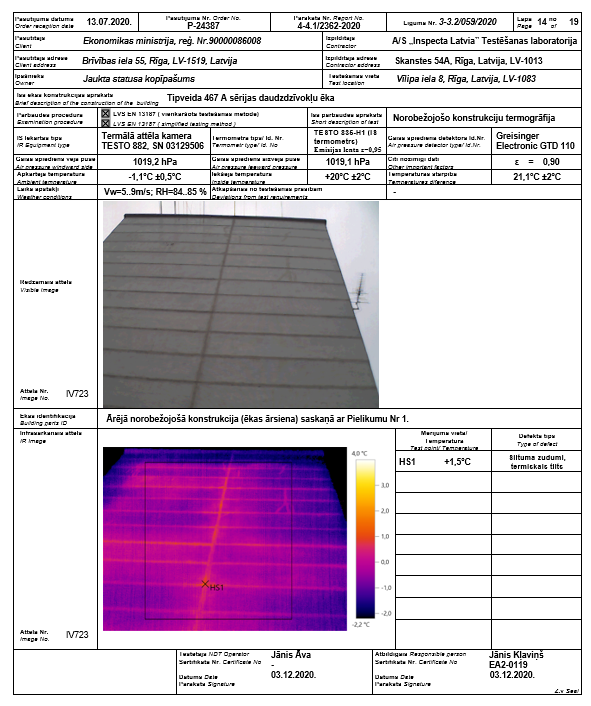 Pasūtījuma datums
Order reception date
13.07.2020.
Pasūtījuma Nr. Order No.
P-24387
Pārskata Nr. Report No.
4-4.1/2362-2020
Līguma Nr. 3-3.2/059/2020
Lapa 14 no 19
Page of
Pasūtītājs
Client
Ekonomikas ministrija, reģ. Nr.90000086008
Izpildītājs
Contractor
A/S „Inspecta Latvia” Testēšanas laboratorija
Pasūtītāja adrese
Client address
Brīvības iela 55, Rīga, LV-1519, Latvija
Izpildītāja adrese
Contractor address
Skanstes 54A, Rīga, LV-1013
Īpašnieks
Owner
Jaukta statusa kopīpašums
Testēšanas vieta
Test location
Vīlipa iela 8, Rīga, LV-1083
Īss ēkas konstrukcijas apraksts
Brief description of the construction of the building
Tipveida 467 A sērijas daudzdzīvokļu ēka
Pārbaudes procedūra
Examination procedure
LVS EN 13187 ( vienkāršota testēšanas metode)
LVS EN 13187 ( simplified testing method )
Īss pārbaudes apraksts
Short description of test
Norobežojošo konstrukciju termogrāfija
IS iekārtas tips
IR Equipment type
Termālā attēla kamera
TESTO 882, SN 03129506
Termometra tips/ Id. Nr.
Termometr type/ Id. No
TESTO 835-H1 (IS
termometrs)
Emisijas lenta ε=0,95
Gaisa spiediena detektors Id.Nr.
Air pressure detector type/ Id.Nr.
Greisinger
Electronic GTD 110
Gaisa spiediens vēja pusē
Air pressure windward side
1019,2 hPa
Gaisa spiediens aizvēja pusē
Air pressure leeward pressure
1019,1 hPa
Citi nozīmīgi dati
Other important factors
ε = 0,90
Apkārtējā temperatūra
Ambient temperature
-1,1°C ±0,5°C
Iekšējā temperatūra
Inside temperature
+20°C ±2°C
Temperatūras starpība
Temperatures diference
21,1°C ±2°C
Laika apstākļi
Weather conditions
Vw=5..9m/s; RH=84..85 %
Atkāpšanās no testēšanas prasībām
Deviations from test requirements
-
Redzamais attēls
Visible image
Attēla Nr.
Image No.
IV723
Ēkas identifikācija
Building parts ID
Ārējā norobežojošā konstrukcija (ēkas ārsiena) saskaņā ar Pielikumu Nr 1.
Infrasarkanais attēls
IR image
Mērījuma vieta/
Temperatūra
Test point/ Temperature
Defekta tips
Type of defect
HS1 +1,5°C
Siltuma zudumi,
termiskais tilts
4,0 °C
3,0
2,0
1,0
0,0
-1,0
-2,0
-2,2 °C
HS1
Attēla Nr.
Image No.
IV723
Testētājs NDT Operator
Jānis Āva
Sertifikāta Nr. Certificate No
-
Datums Date
03.12.2020.
Paraksts Signature
Atbildīgais Responsible person
Jānis Kļaviņš
Sertifikāta Nr. Certificate No
EA2-0119
Datums Date
03.12.2020.
Paraksts Signature
Z.v Seal